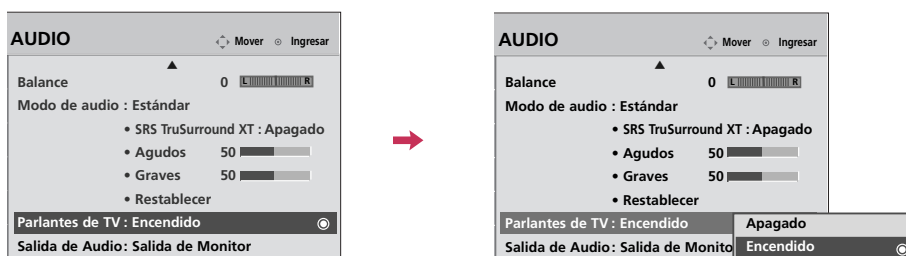 AUDIO
Mover
Ingresar
Balance 0 L R
Modo de audio : Estándar
• SRS TruSurround XT : Apagado
• Agudos 50
• Graves 50
• Restablecer
Parlantes de TV : Encendido
Salida de Audio: Salida de Monitor
AUDIO
Mover
Ingresar
Balance 0 L R
Modo de audio : Estándar
• SRS TruSurround XT : Apagado
• Agudos 50
• Graves 50
• Restablecer
Parlantes de TV : Encendido
Salida de Audio: Salida de Monito
Apagado
Encendido